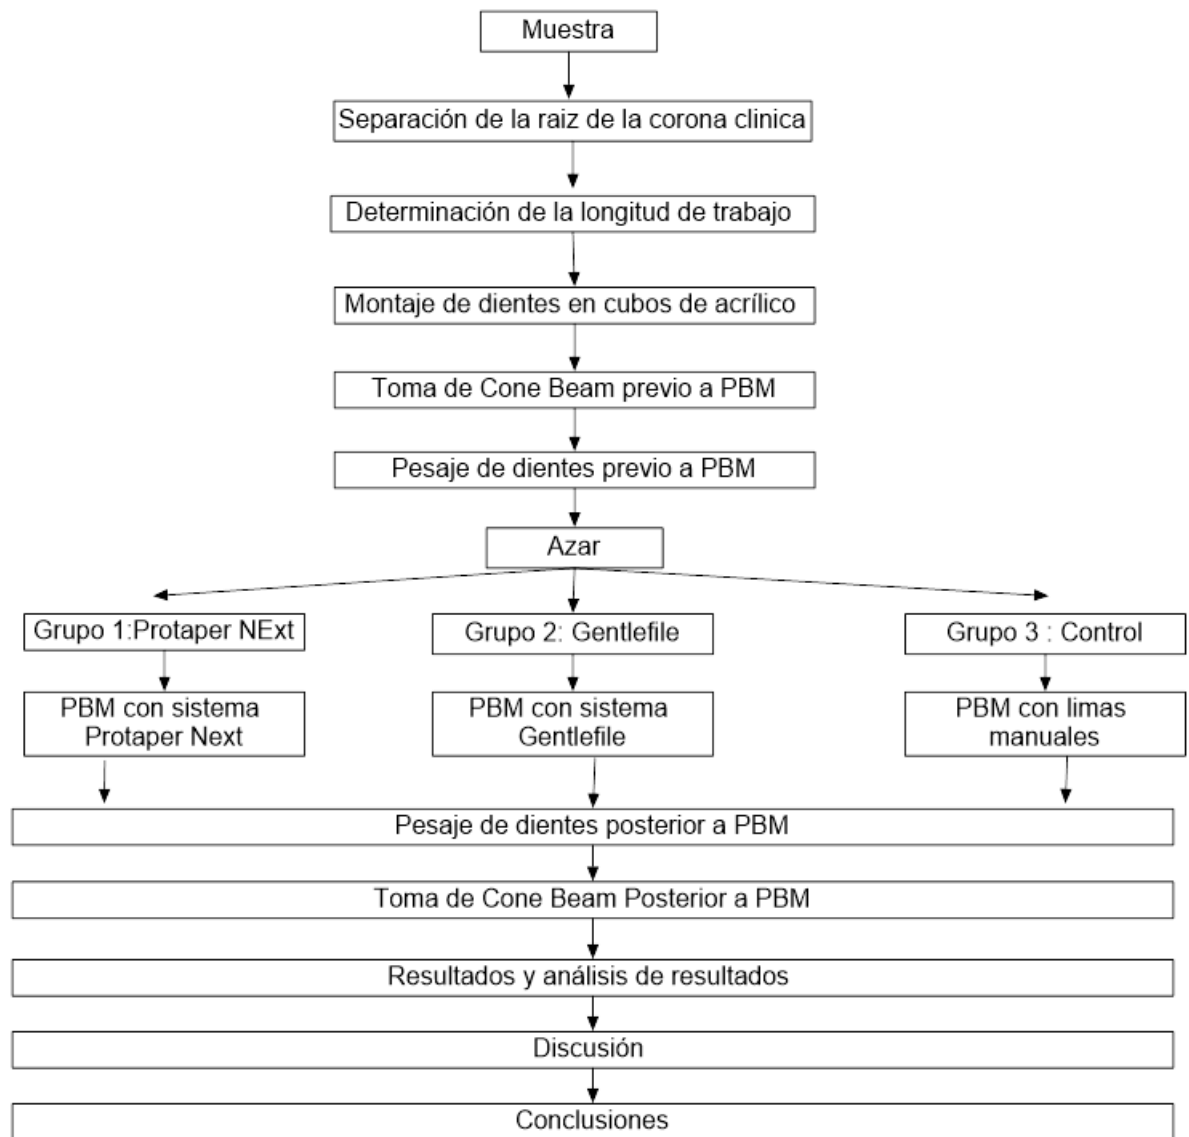 Muestra
Separación de la raiz de la corona clinica
Determinación de la longitud de trabajo
Montaje de dientes en cubos de acrílico
Toma de Cone Beam previo a PBM
Pesaje de dientes previo a PBM
Azar
Grupo 1:Protaper NExt
Grupo 2: Gentlefile
Grupo 3 : Control
PBM con sistema
Protaper Next
PBM con sistema
Gentlefile
PBM con limas
manuales
Pesaje de dientes posterior a PBM
Toma de Cone Beam Posterior a PBM
Resultados y análisis de resultados
Discusión
Conclusiones